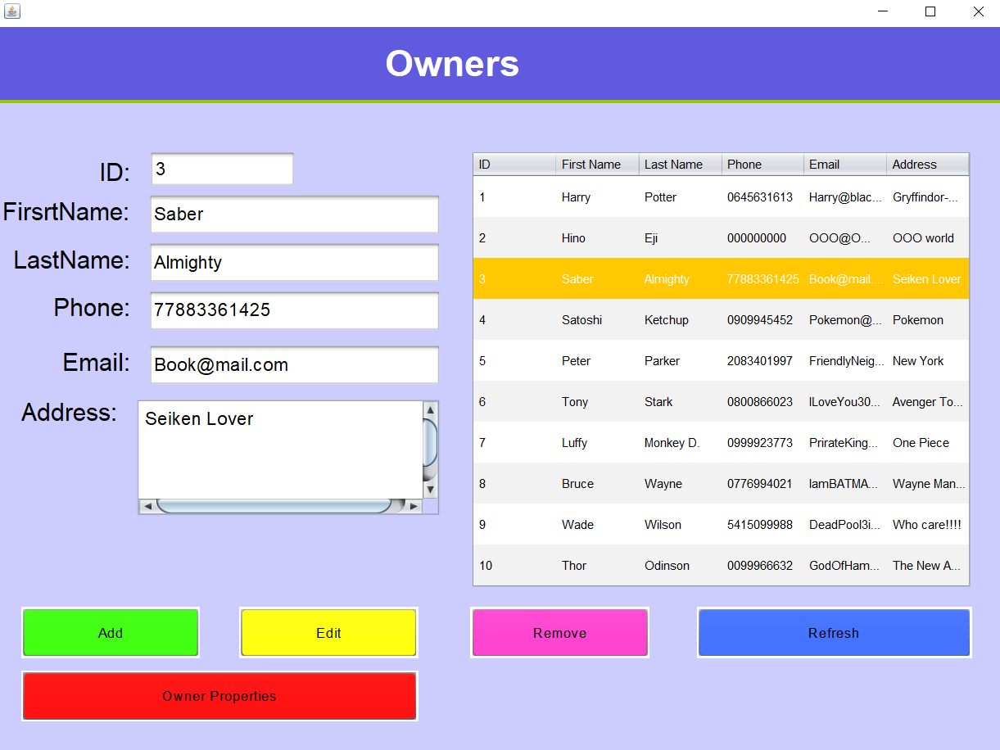 Owners
ID: 3
FirsrtName: Saber
LastName: Almighty
Phone: 77883361425
Email: Book@mail.com
Address: Seiken Lover
ID First Name Last Name Phone Email Address
1 Harry Potter 0645631613 Harry@blac... Gryffindor-...
2 Hino Eji 000000000 OOO@O... OOO world
3 Saber Almighty 77883361425 Book@mail.... Seiken Lover
4 Satoshi Ketchup 0909945452 Pokemon@... Pokemon
5 Peter Parker 2083401997 FriendlyNeig... New York
6 Tony Stark 0800866023 ILoveYou30... Avenger To...
7 Luffy Monkey D. 0999923773 PrirateKing... One Piece
8 Bruce Wayne 0776994021 IamBATMA... Wayne Man...
9 Wade Wilson 5415099988 DeadPool3i... Who care!!!!
10 Thor Odinson 0099966632 GodOfHam... The New A...
Add Edit Remove Refresh
Owner Properties